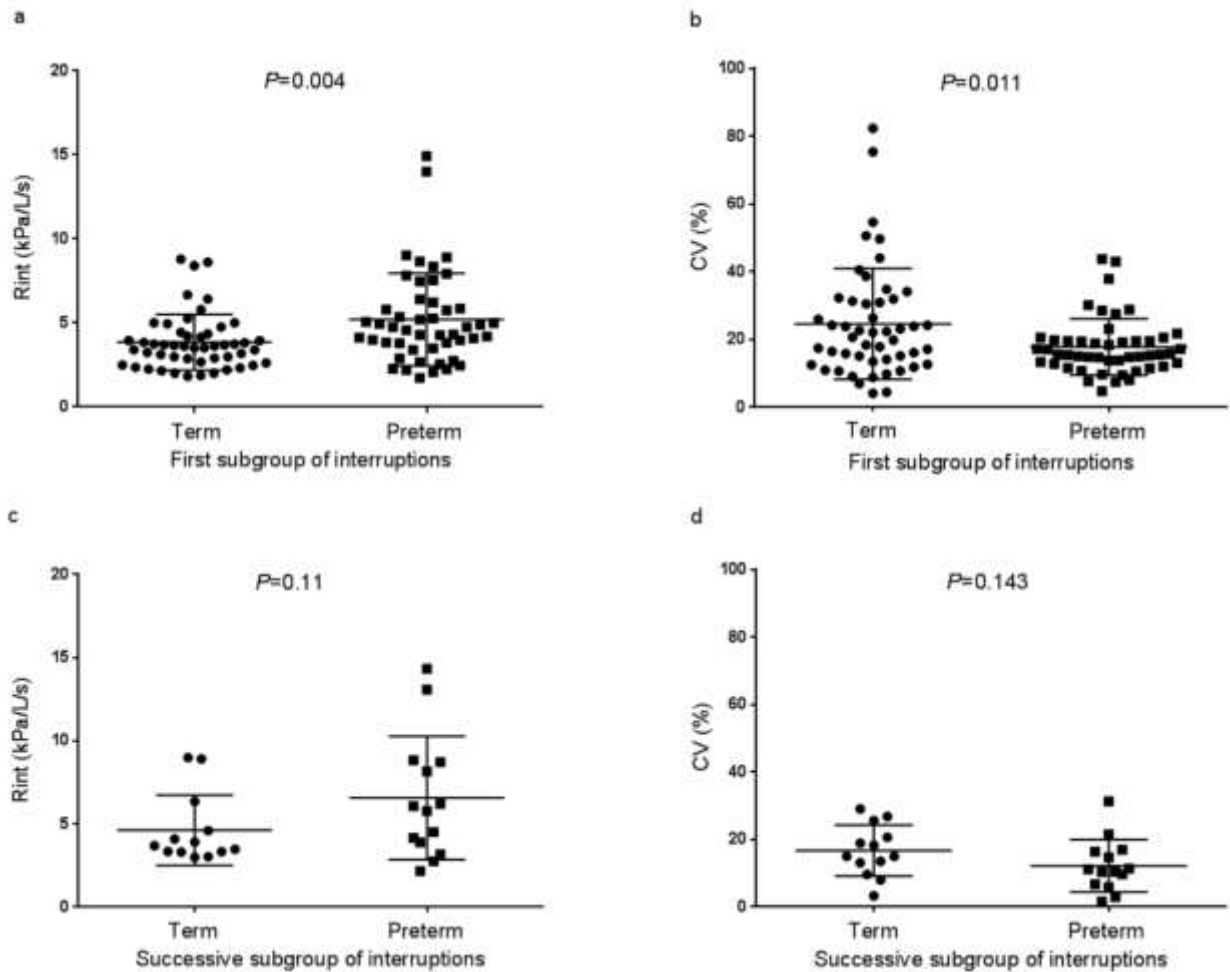 a
P=0.004
20
15
10
5
0
Rint (kPa/L/s)
Term
Preterm
First subgroup of interruptions
b
P=0.011
100
80
60
40
20
0
CV (%)
Term
Preterm
First subgroup of interruptions
c
P=0.11
20
15
10
5
0
Rint (kPa/L/s)
Term
Preterm
Successive subgroup of interruptions
d
P=0.143
100
80
60
40
20
0
CV (%)
Term
Preterm
Successive subgroup of interruptions